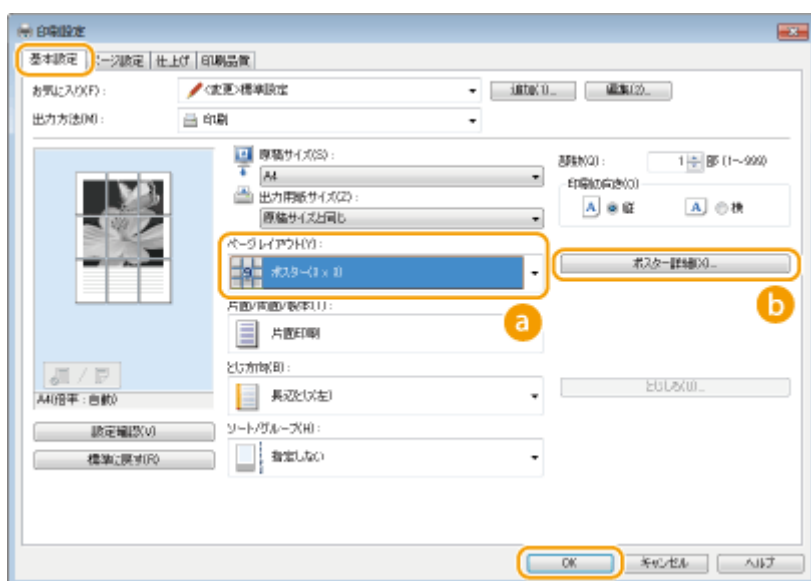 印刷設定
基本設定 ページ設定 仕上げ 印刷品質
お気に入り(F):
<変更>標準設定
追加(1)...
編集(2)...
出力方法(M):
印刷
原稿サイズ(S):
A4
出力用紙サイズ(Z):
原稿サイズと同じ
部数(Q):
1 部 (1~999)
印刷の向き(O)
A 縦 A 横
ページレイアウト(Y):
9 ポスター(3 x 3)
ポスター詳細(X)...
a
b
片面/両面/製本(1):
片面印刷
とじ方向(B):
長辺とじ(左)
とじしろ(U)...
A4(倍率:自動)
設定確認(V)
標準に戻す(R)
ソート/グループ(H):
指定しない
OK キャンセル ヘルプ